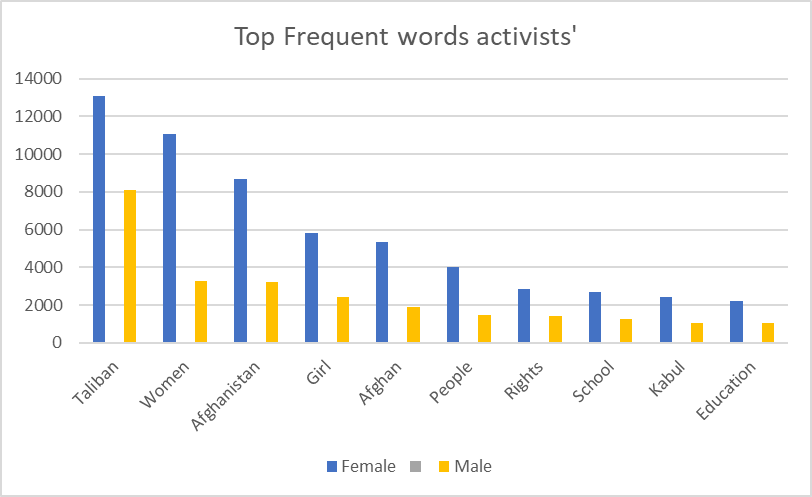 Top Frequent words activists'
14000
12000
10000
8000
6000
4000
2000
0
Taliban
Women
Afghanistan
Girl
Afghan
People
Rights
School
Kabul
Education
Female Male